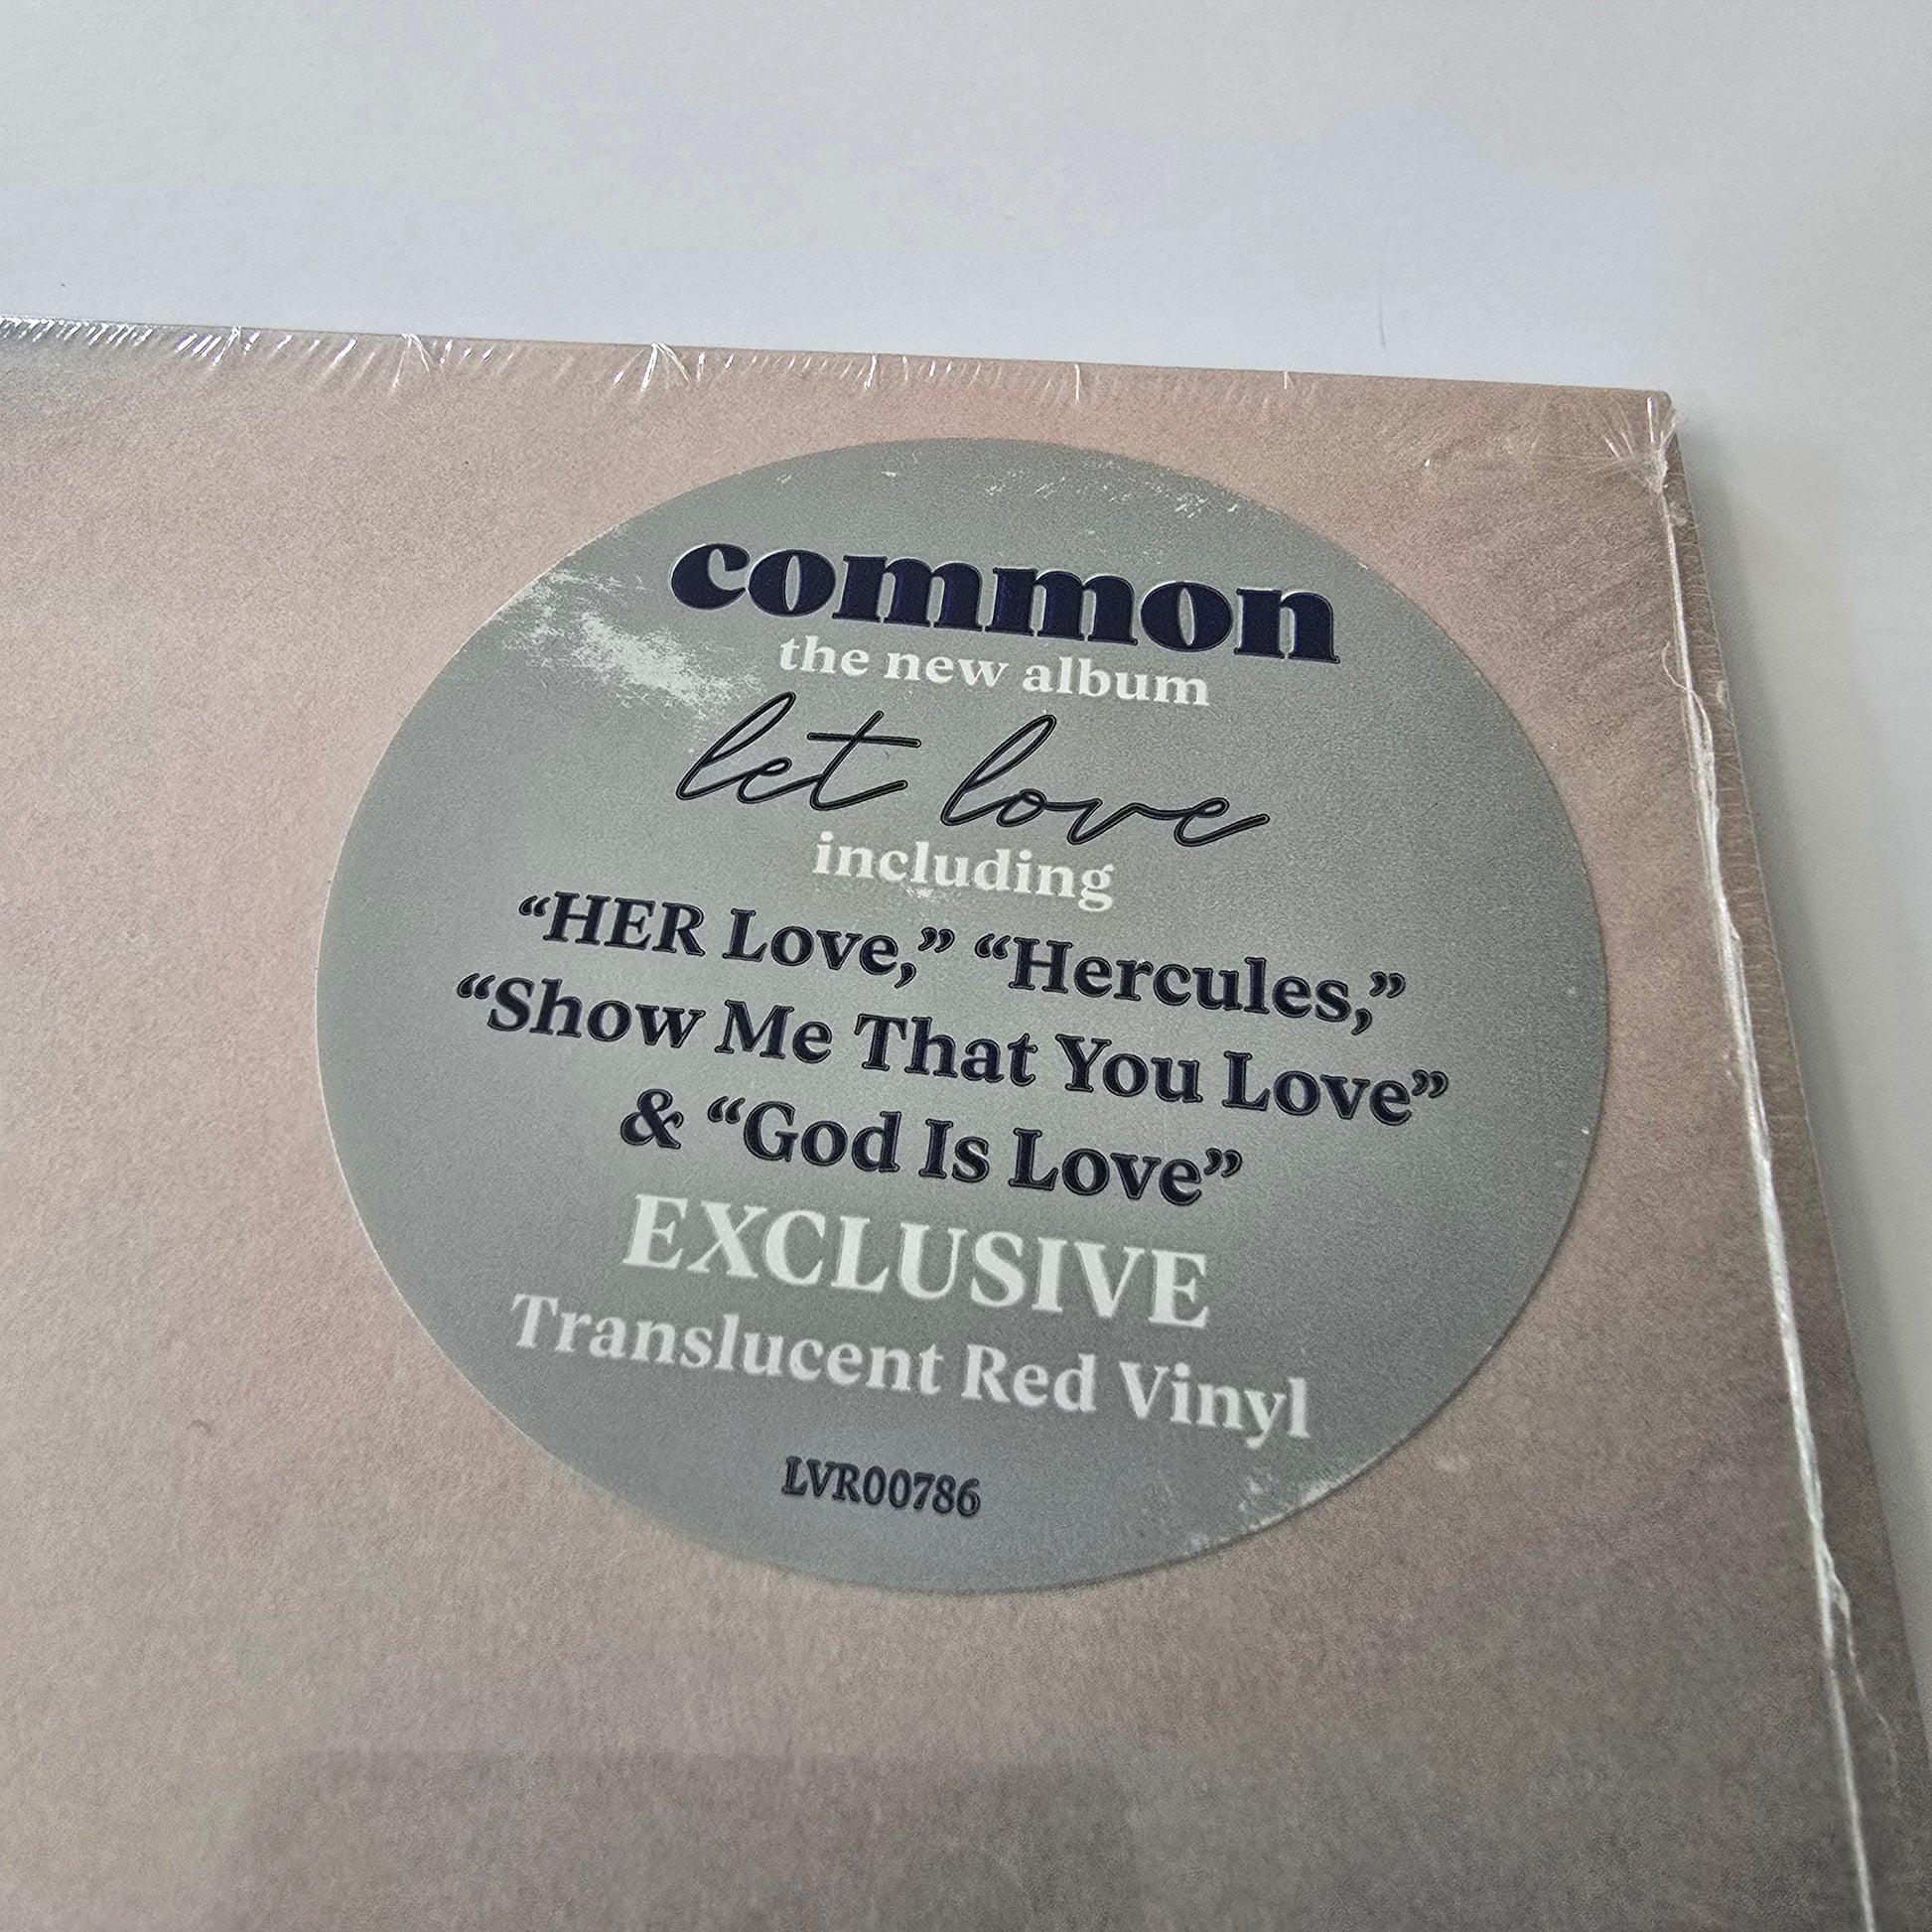 common
the new album
let love
including
“HER Love,” “Hercules,”
“Show Me That You Love”
& “God Is Love”
EXCLUSIVE
Translucent Red Vinyl
LVR00786